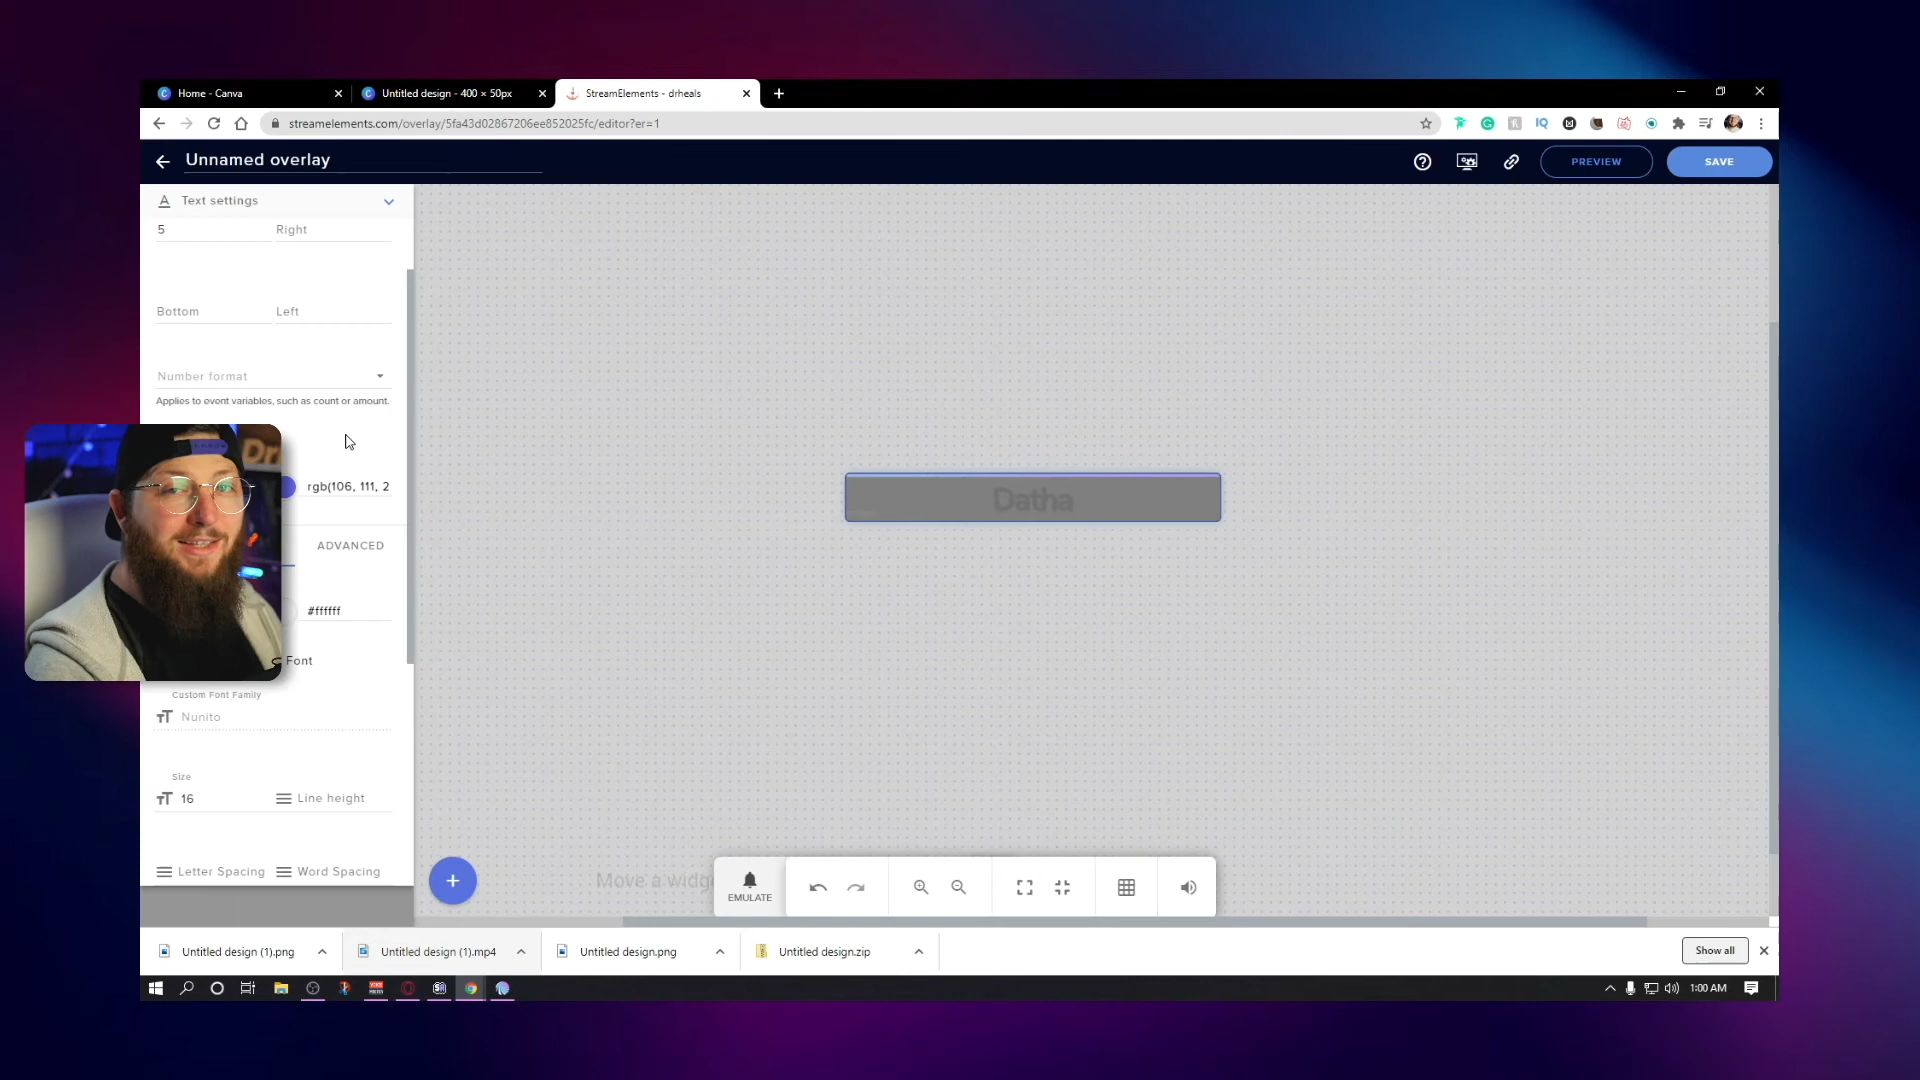 Home - Canva
Untitled design - 400 × 50px
StreamElements - drheals
streamelements.com/overlay/5fa43d02867206ee852025fc/editor?er=1
Unnamed overlay
PREVIEW
SAVE
Text settings
5
Right
Bottom
Left
Number format
Applies to event variables, such as count or amount.
rgb(106, 111, 2
Datha
ADVANCED
#ffffff
Font
Custom Font Family
Nunito
Size
16
Line height
Letter Spacing
Word Spacing
Move a widg
EMULATE
Untitled design (1).png
Untitled design (1).mp4
Untitled design.png
Untitled design.zip
Show all
1:00 AM